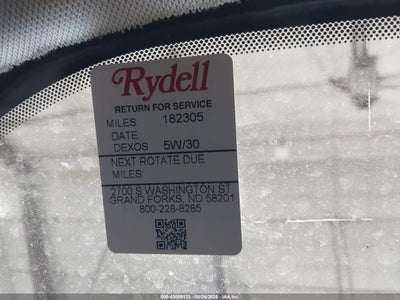 Rydell
RETURN FOR SERVICE
MILES: 182305
DATE:
DEXOS 5W/30
NEXT ROTATE DUE
MILES:
2700 S WASHINGTON ST
GRAND FORKS, ND 58201
800-228-8285